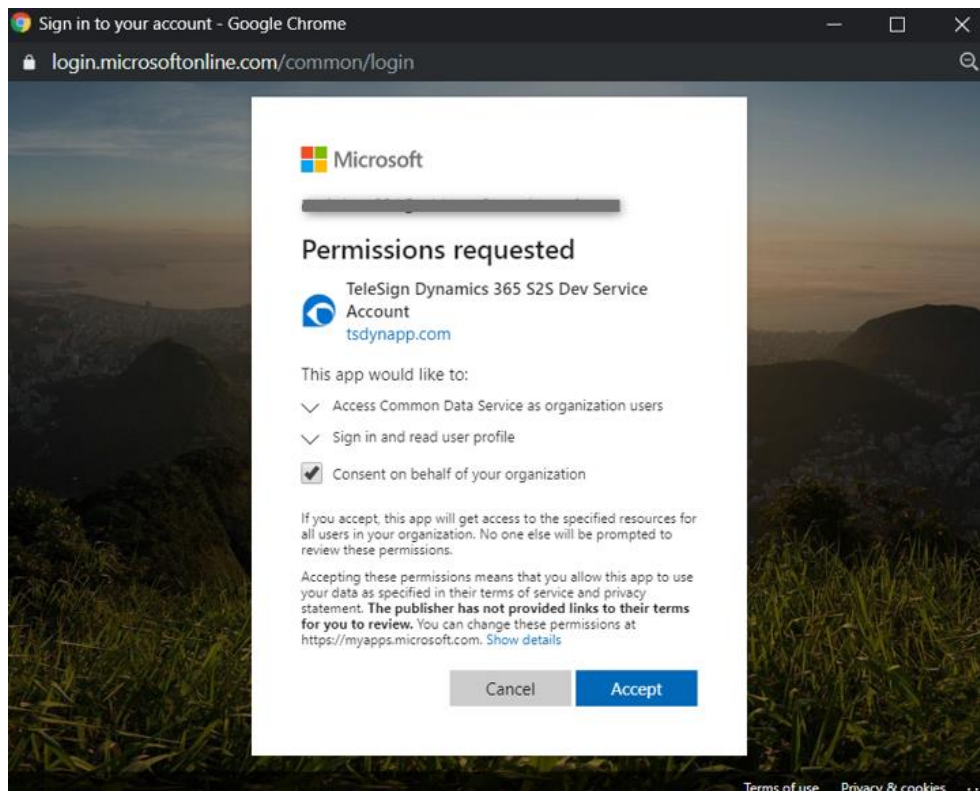 Sign in to your account - Google Chrome
login.microsoftonline.com/common/login
Microsoft
Permissions requested
TeleSign Dynamics 365 S2S Dev Service
Account
tsdynapp.com
This app would like to:
Access Common Data Service as organization users
Sign in and read user profile
Consent on behalf of your organization
If you accept, this app will get access to the specified resources for
all users in your organization. No one else will be prompted to
review these permissions.
Accepting these permissions means that you allow this app to use
your data as specified in their terms of service and privacy
statement. The publisher has not provided links to their terms
for you to review. You can change these permissions at
https://myapps.microsoft.com. Show details
Cancel Accept
Terms of use Privacy & cookies